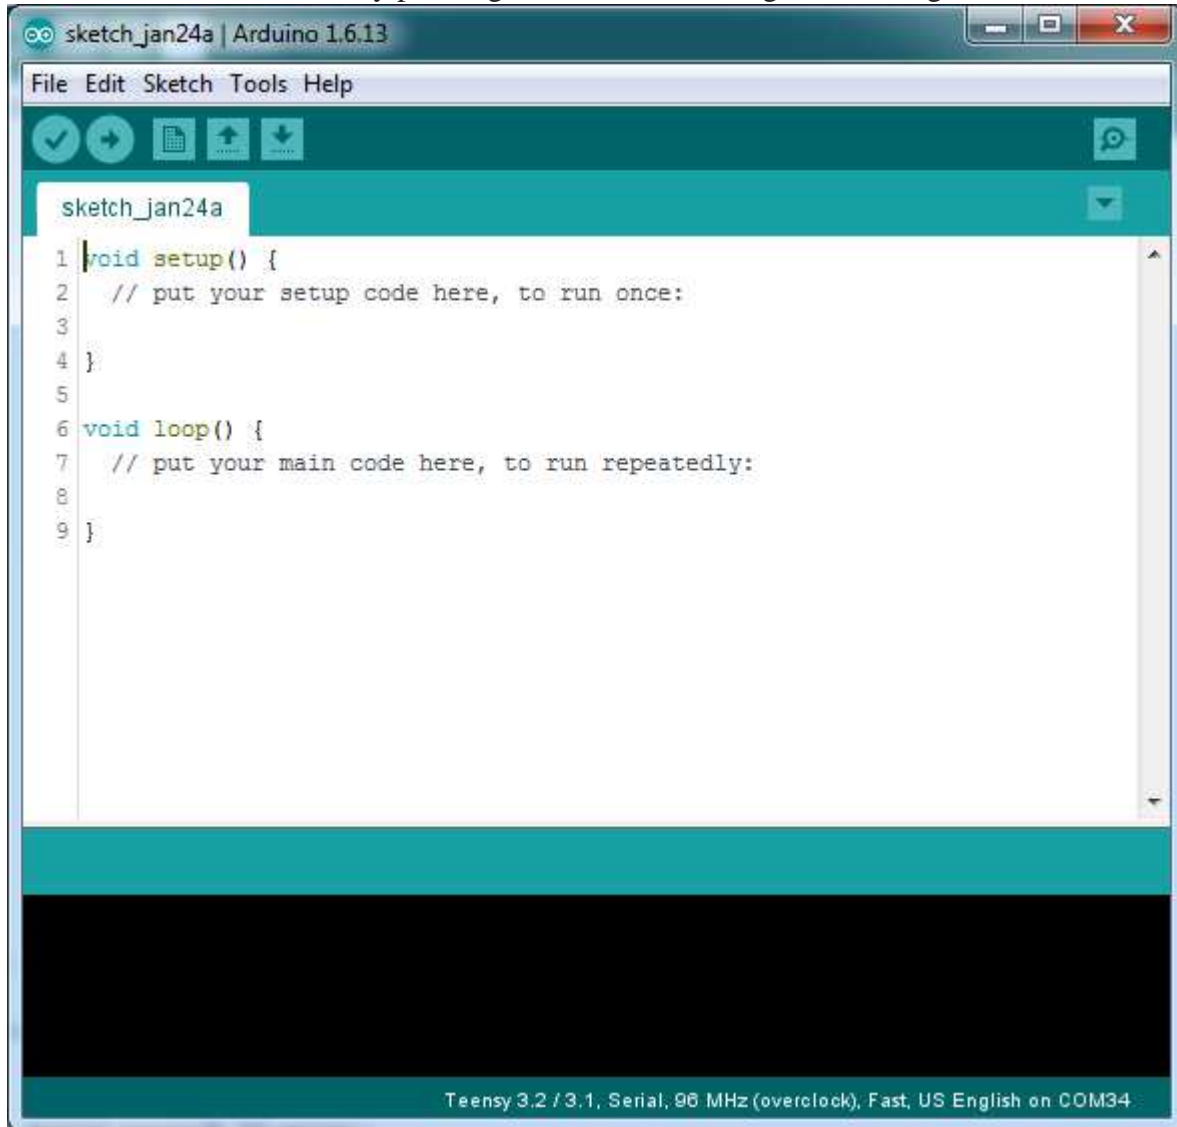 sketch_jan24a | Arduino 1.6.13
File Edit Sketch Tools Help
sketch_jan24a
1 void setup() {
2   // put your setup code here, to run once:
3
4 }
5
6 void loop() {
7   // put your main code here, to run repeatedly:
8
9 }
Teensy 3.2 / 3.1, Serial, 96 MHz (overclock), Fast, US English on COM34